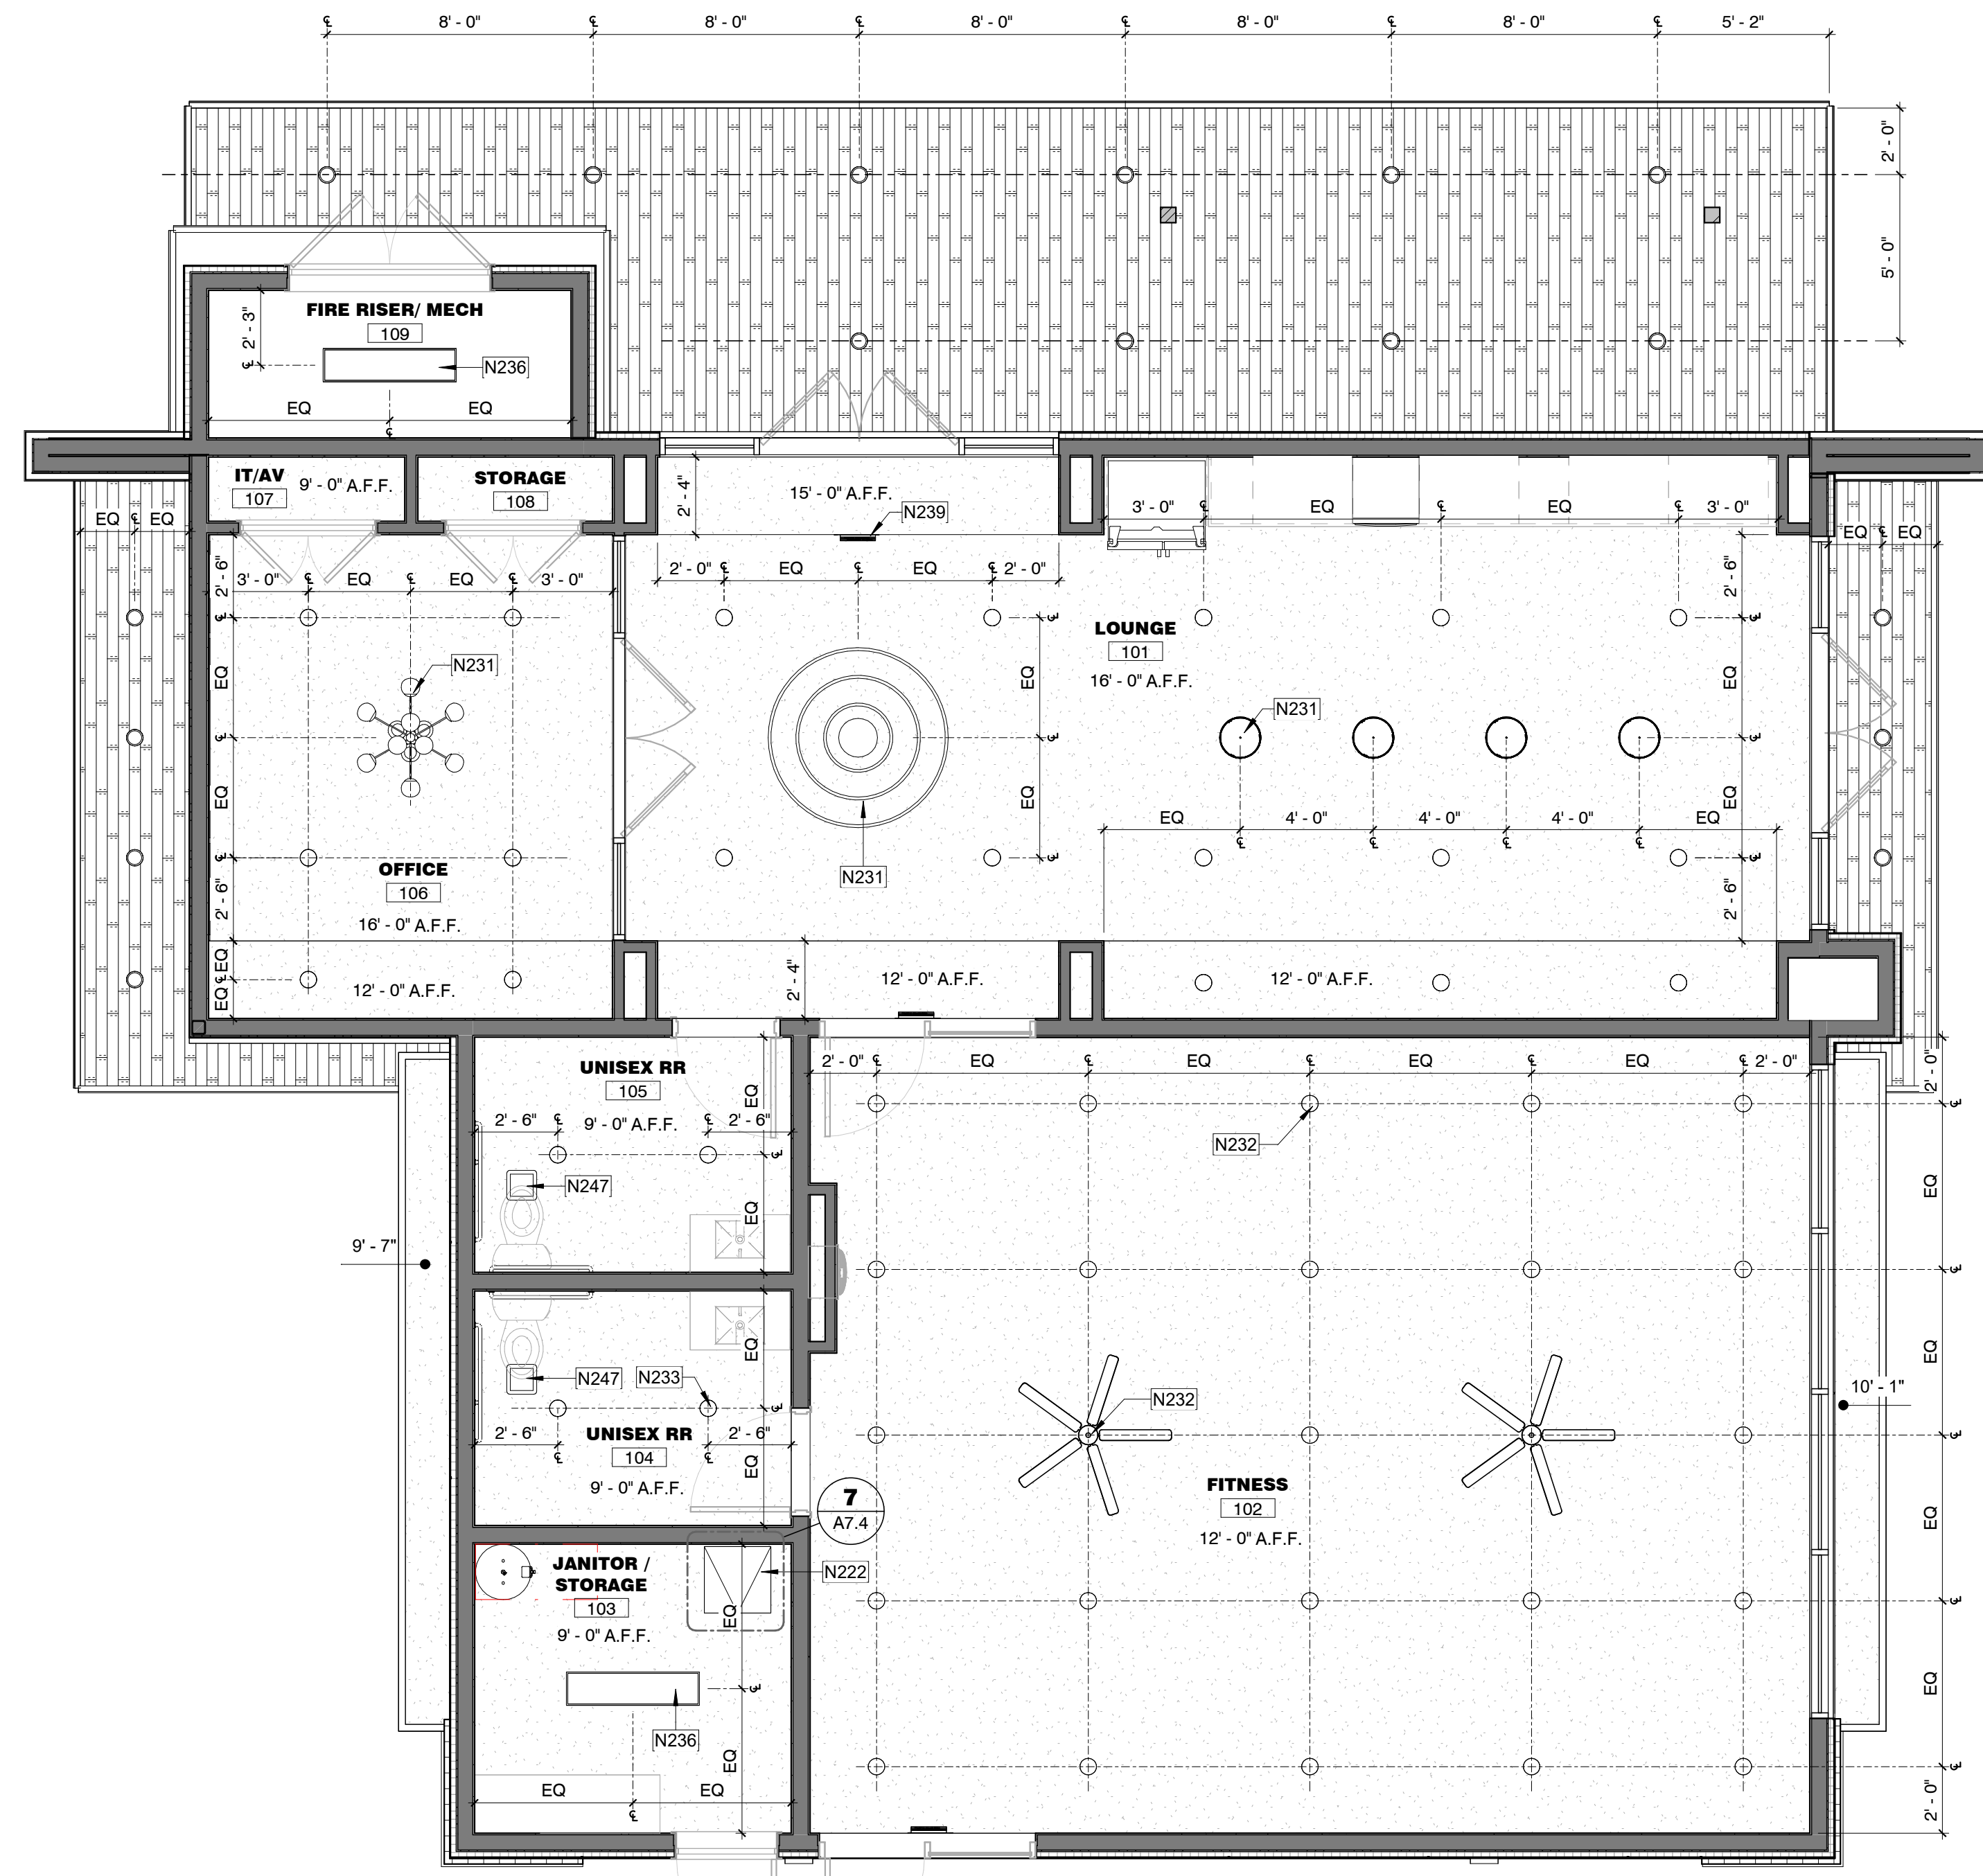 ℄ 8' - 0" ℄ 8' - 0" ℄ 8' - 0" ℄ 8' - 0" ℄ 8' - 0" ℄ 5' - 2"
2' - 0"
5' - 0"
FIRE RISER/ MECH
109
2' - 3"
℄
N236
EQ EQ
℄
IT/AV
107
9' - 0" A.F.F.
STORAGE
108
2' - 4"
15' - 0" A.F.F.
N239
3' - 0" ℄ EQ ℄ EQ ℄ 3' - 0"
EQ ℄ EQ
EQ ℄ EQ
2' - 6"
3' - 0" ℄ EQ ℄ EQ ℄ 3' - 0"
2' - 0" ℄ EQ EQ ℄ 2' - 0"
2' - 6"
℄
℄
℄
LOUNGE
101
16' - 0" A.F.F.
N231
EQ
EQ
EQ
N231
℄
℄
℄
EQ
EQ
EQ
EQ 4' - 0" 4' - 0" 4' - 0" EQ
℄ ℄ ℄ ℄
℄
℄
℄
N231
OFFICE
106
16' - 0" A.F.F.
2' - 6"
2' - 6"
EQ
℄
EQ
12' - 0" A.F.F.
2' - 4"
12' - 0" A.F.F.
12' - 0" A.F.F.
UNISEX RR
105
9' - 0" A.F.F.
2' - 6" ℄ ℄ 2' - 6"
EQ
℄
EQ
N247
2' - 0" ℄ EQ ℄ EQ ℄ EQ ℄ EQ ℄ 2' - 0"
2' - 0"
℄
N232
EQ
9' - 7"
℄
EQ
EQ
N247
N233
℄
2' - 6" 2' - 6"
℄ ℄
UNISEX RR
104
9' - 0" A.F.F.
EQ
N232
10' - 1"
℄
FITNESS
102
12' - 0" A.F.F.
EQ
7
A7.4
JANITOR /
STORAGE
103
9' - 0" A.F.F.
N222
EQ
℄
℄
N236
EQ
EQ
EQ EQ
℄
℄
2' - 0"